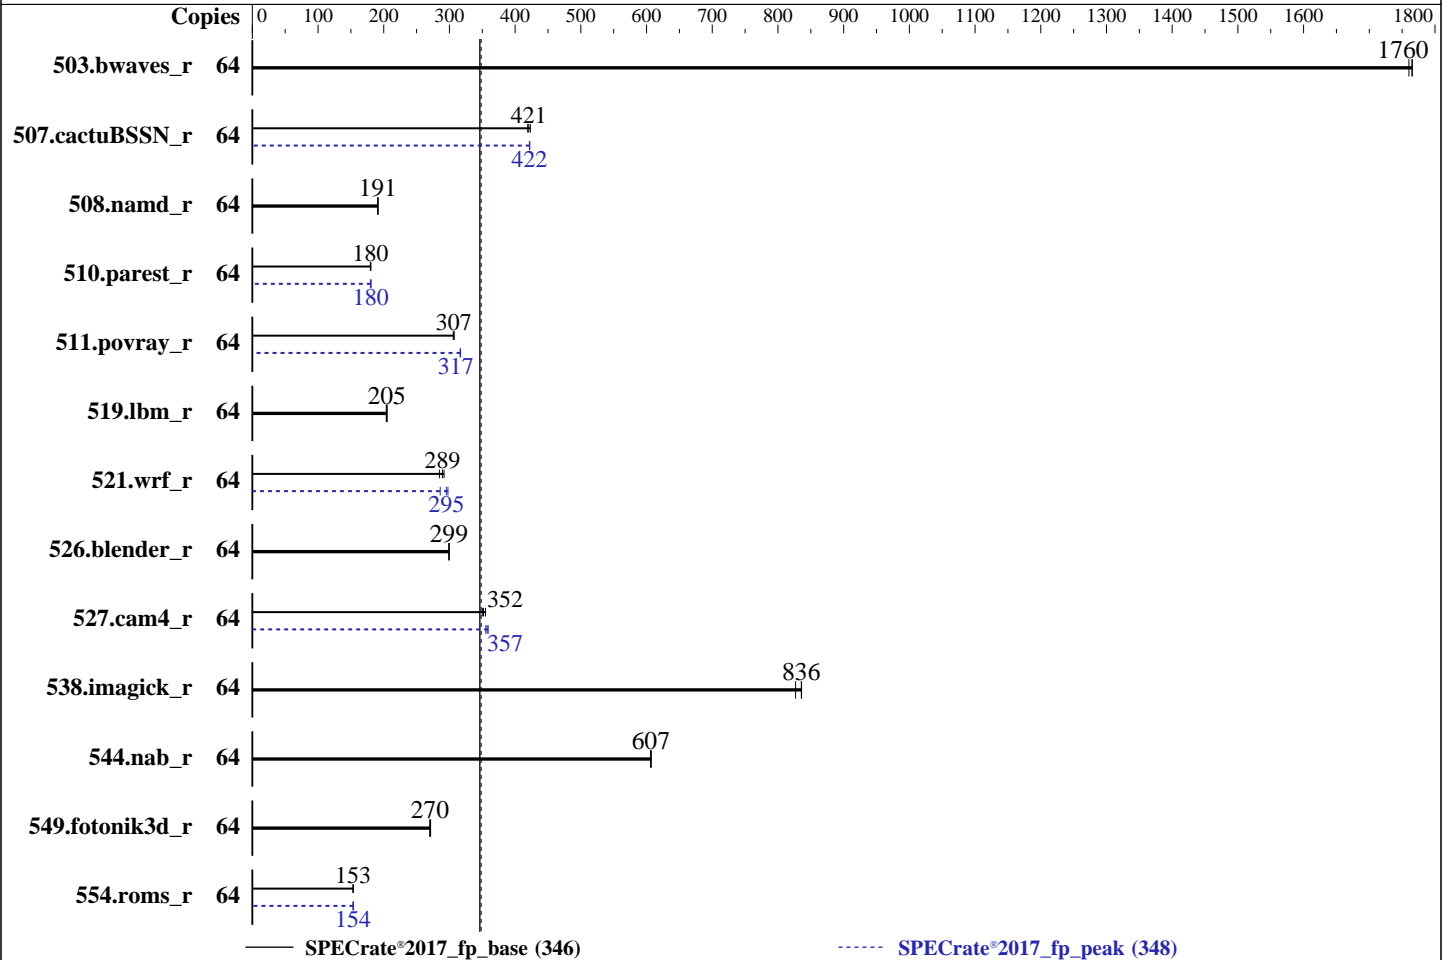 Copies 0 100 200 300 400 500 600 700 800 900 1000 1100 1200 1300 1400 1500 1600 1800
503.bwaves_r 64 1760
507.cactuBSSN_r 64 421
422
508.namd_r 64 191
510.parest_r 64 180
180
511.povray_r 64 307
317
519.lbm_r 64 205
521.wrf_r 64 289
295
526.blender_r 64 299
527.cam4_r 64 352
357
538.imagick_r 64 836
544.nab_r 64 607
549.fotonik3d_r 64 270
554.roms_r 64 153
154
SPECrate®2017_fp_base (346) SPECrate®2017_fp_peak (348)